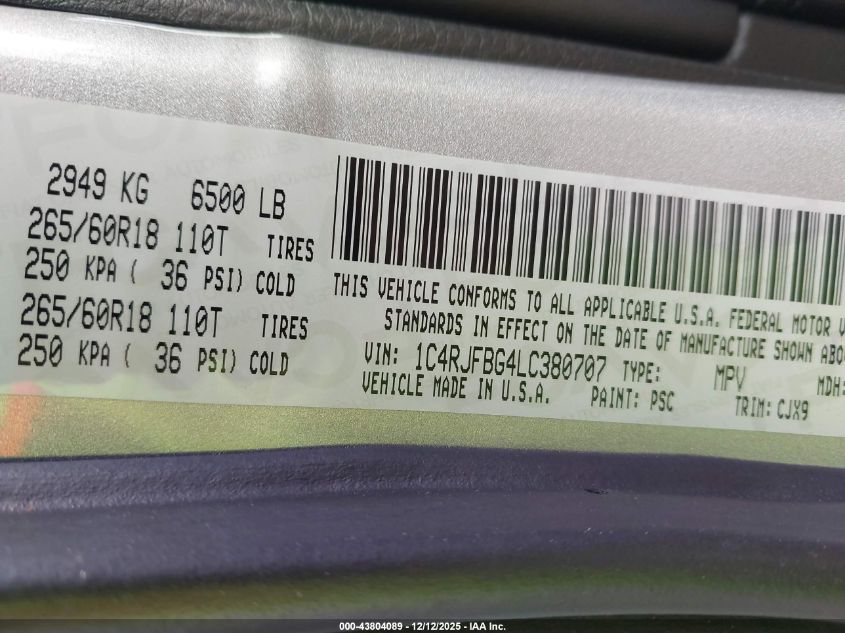 2949 KG 6500 LB
265/60R18 110T TIRES
250 KPA ( 36 PSI) COLD
265/60R18 110T TIRES
250 KPA ( 36 PSI) COLD
THIS VEHICLE CONFORMS TO ALL APPLICABLE U.S.A. FEDERAL MOTOR V
STANDARDS IN EFFECT ON THE DATE OF MANUFACTURE SHOWN ABO
VIN: 1C4RJFBG4LC380707 TYPE: MPV MDH:
VEHICLE MADE IN U.S.A. PAINT: PSC TRIM: CJX9
000-43804089 - 12/12/2025 - IAA Inc.